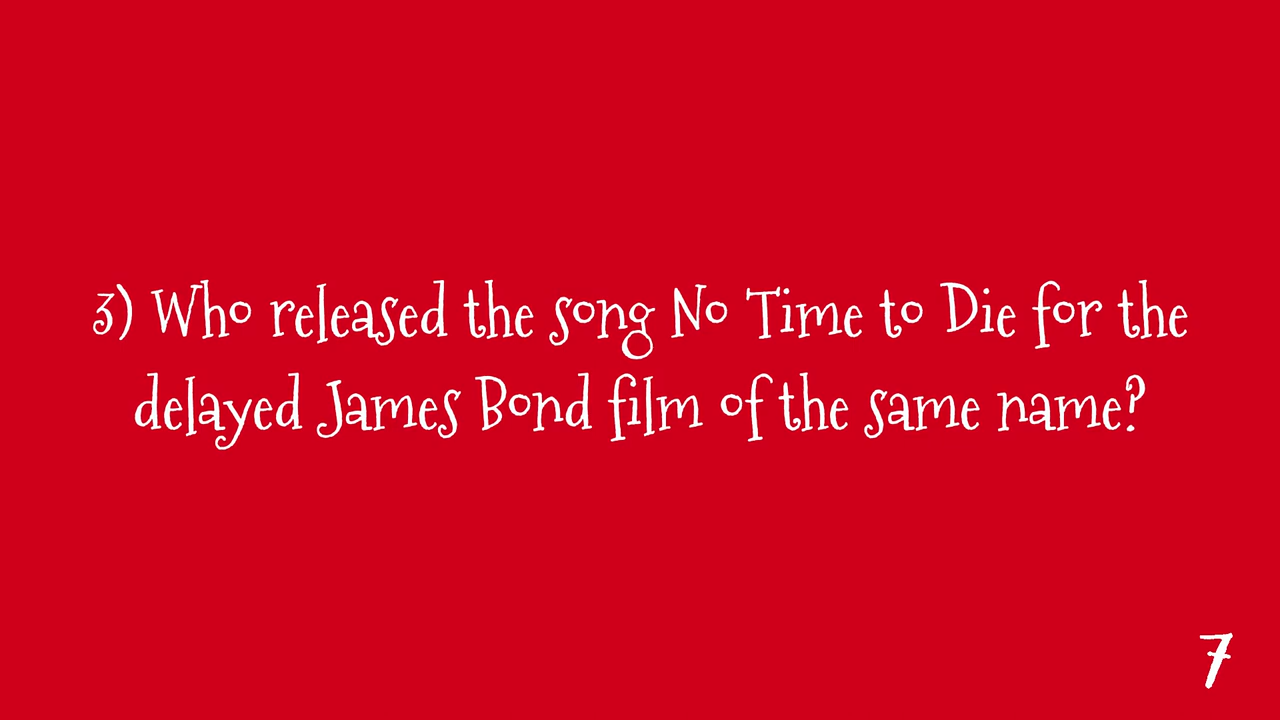 3) Who released the song No Time to Die for the
delayed James Bond film of the same name?
7